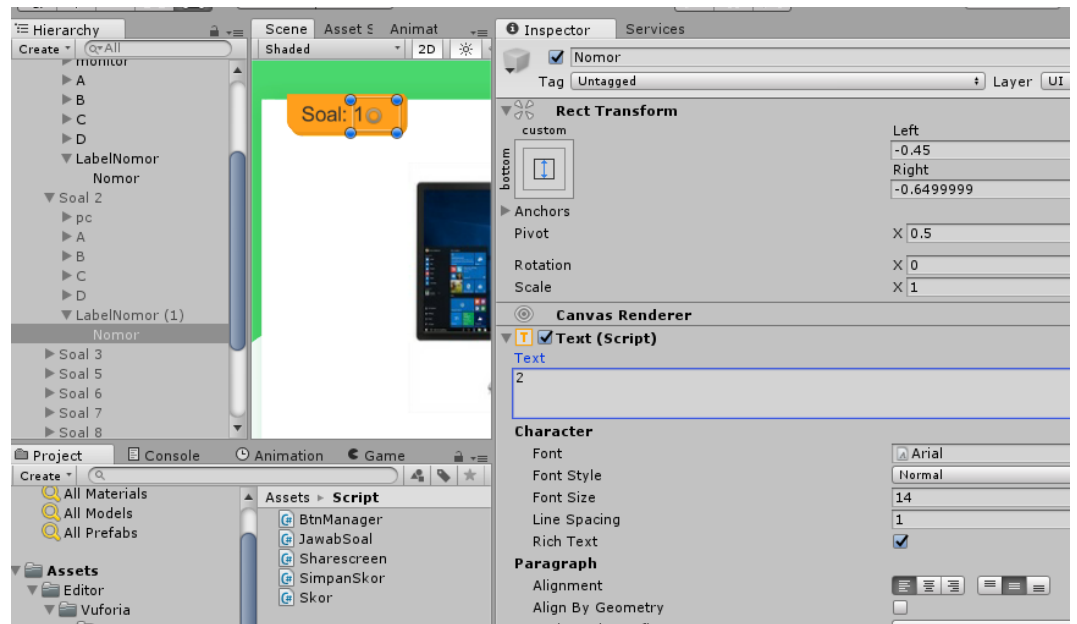 Hierarchy
Create
All
monitor
A
B
C
D
LabelNomor
Nomor
Soal 2
pc
A
B
C
D
LabelNomor (1)
Nomor
Soal 3
Soal 5
Soal 6
Soal 7
Soal 8
Scene
Asset S
Animat
Shaded
2D
Soal: 1
Inspector
Services
Nomor
Tag
Untagged
Layer
UI
Rect Transform
custom
bottom
Left
-0.45
Right
-0.6499999
Anchors
Pivot
X 0.5
Rotation
X 0
Scale
X 1
Canvas Renderer
Text (Script)
Text
2
Character
Font
Arial
Font Style
Normal
Font Size
14
Line Spacing
1
Rich Text
Paragraph
Alignment
Align By Geometry
Project
Console
Animation
Game
Create
All Materials
All Models
All Prefabs
Assets
Editor
Vuforia
Assets
Script
BtnManager
JawabSoal
Sharescreen
SimpanSkor
Skor